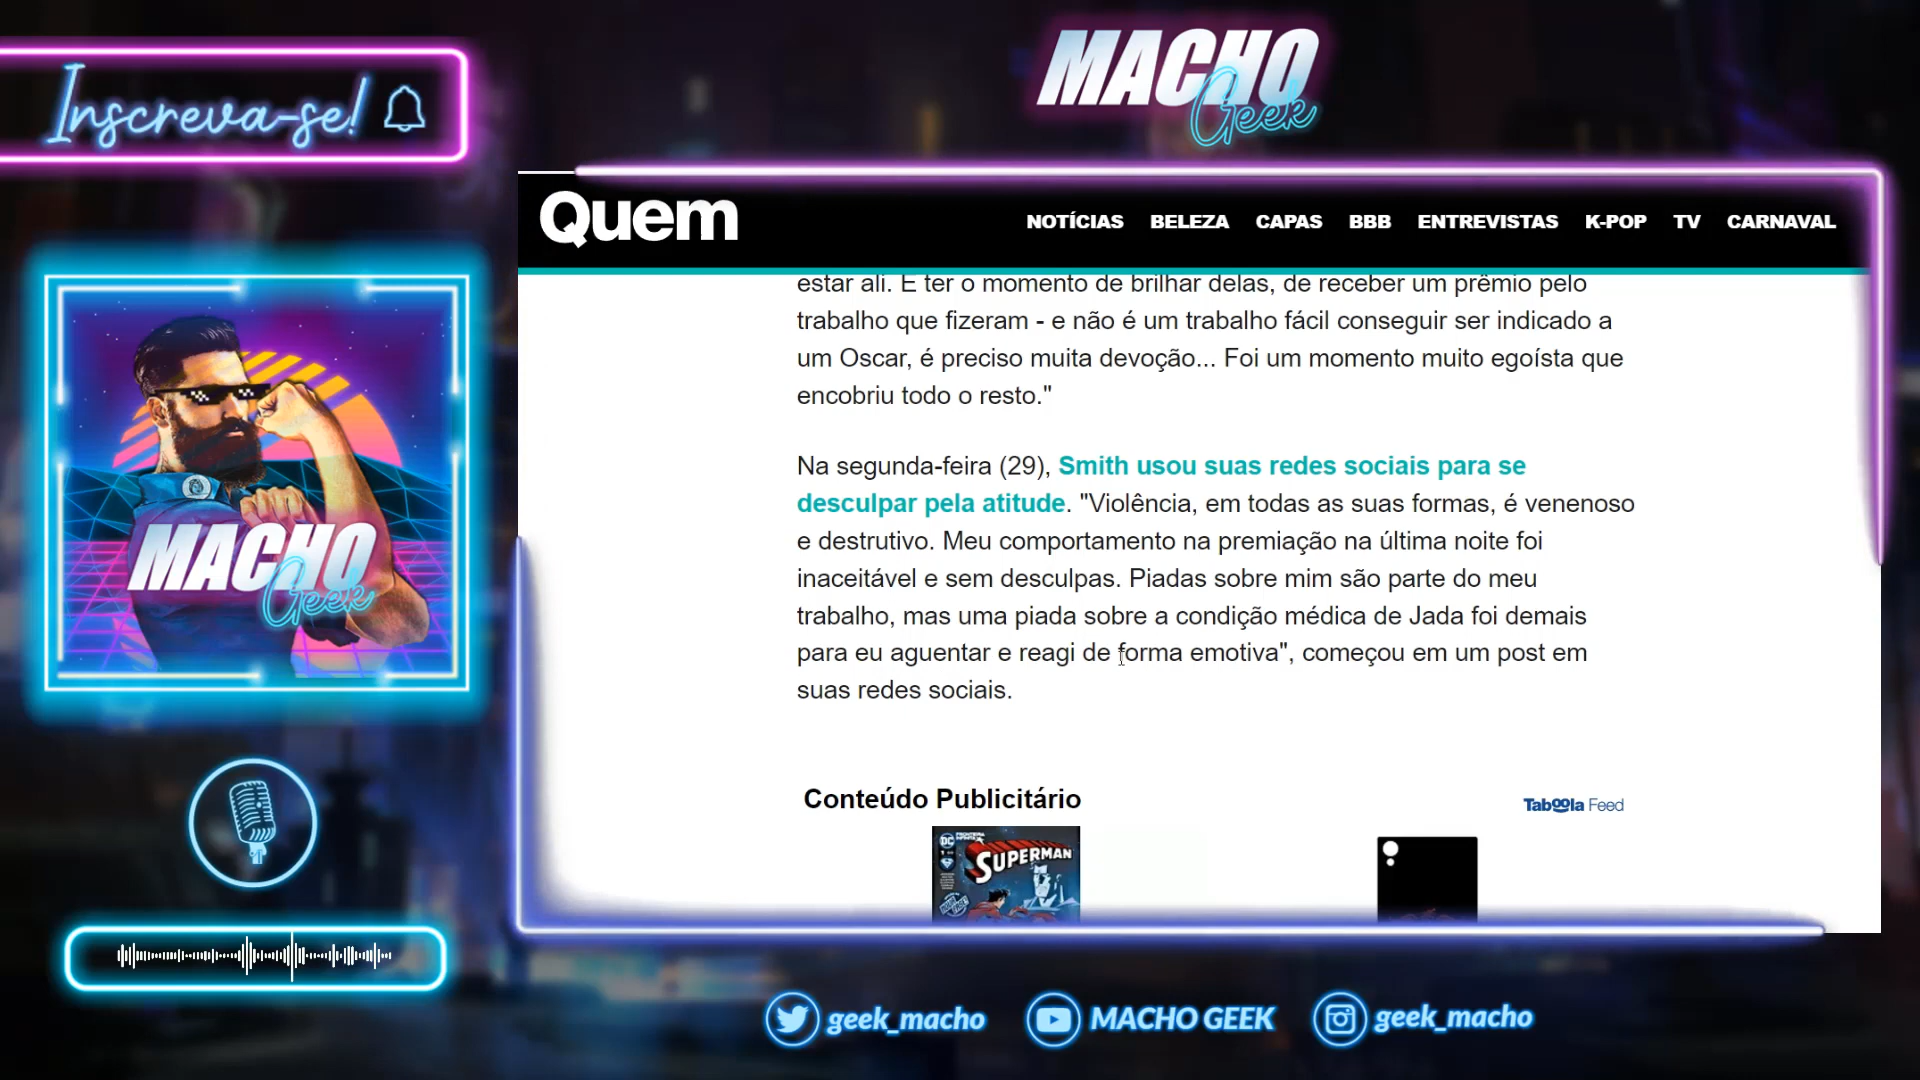 Inscreva-se!
MACHO
Geek
Quem
NOTÍCIAS BELEZA CAPAS BBB ENTREVISTAS K-POP TV CARNAVAL
estar ali. E ter o momento de brilhar delas, de receber um prêmio pelo
trabalho que fizeram - e não é um trabalho fácil conseguir ser indicado a
um Oscar, é preciso muita devoção... Foi um momento muito egoísta que
encobriu todo o resto."
Na segunda-feira (29), Smith usou suas redes sociais para se
desculpar pela atitude. "Violência, em todas as suas formas, é venenoso
e destrutivo. Meu comportamento na premiação na última noite foi
inaceitável e sem desculpas. Piadas sobre mim são parte do meu
trabalho, mas uma piada sobre a condição médica de Jada foi demais
para eu aguentar e reagi de forma emotiva", começou em um post em
suas redes sociais.
Conteúdo Publicitário
Taboola Feed
DC
SUPERMAN
MACHO
Geek
geek_macho
MACHO GEEK
geek_macho